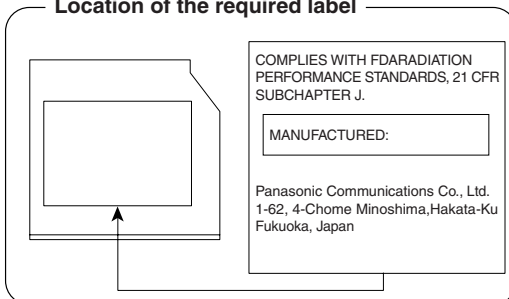 Location of the required label
COMPLIES WITH FDARADIATION
PERFORMANCE STANDARDS, 21 CFR
SUBCHAPTER J.
MANUFACTURED:
Panasonic Communications Co., Ltd.
1-62, 4-Chome Minoshima,Hakata-Ku
Fukuoka, Japan